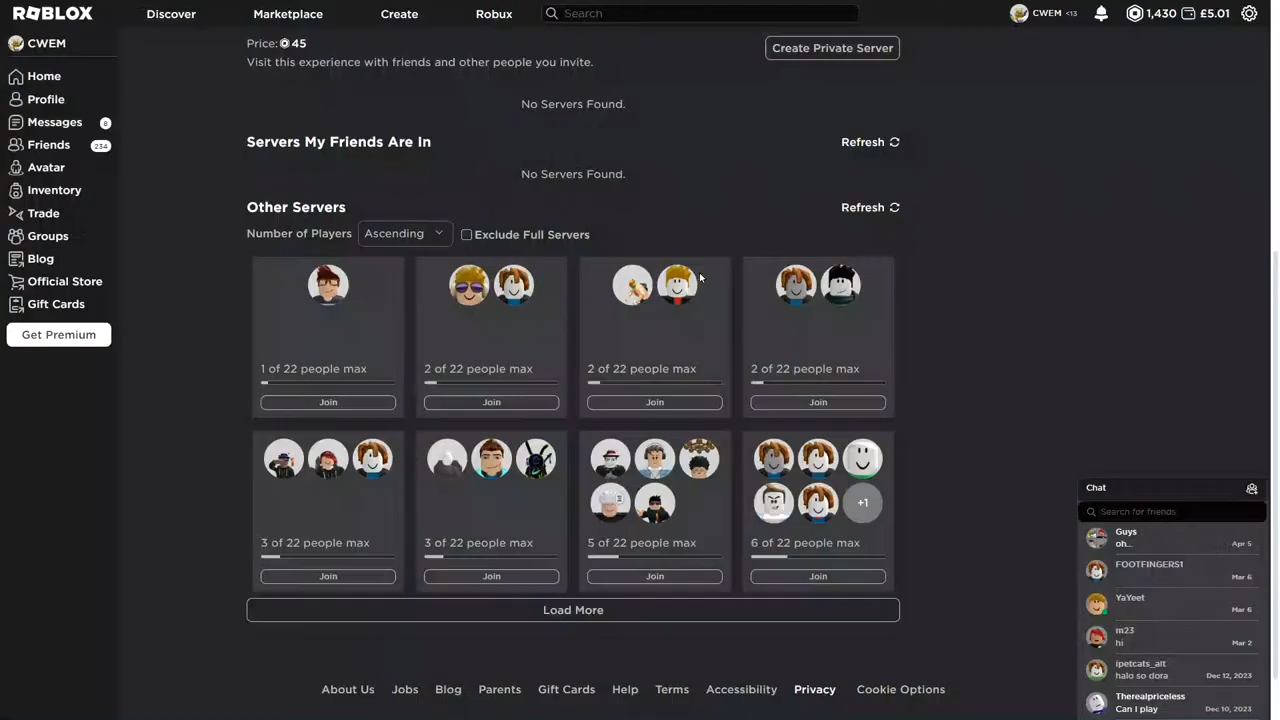 ROBLOX
Discover
Marketplace
Create
Robux
Search
CWEM <13
1,430
£5.01
CWEM
Home
Profile
Messages 8
Friends 234
Avatar
Inventory
Trade
Groups
Blog
Official Store
Gift Cards
Get Premium
Price: 45
Create Private Server
Visit this experience with friends and other people you invite.
No Servers Found.
Servers My Friends Are In
Refresh
No Servers Found.
Other Servers
Refresh
Number of Players
Ascending
Exclude Full Servers
1 of 22 people max
2 of 22 people max
2 of 22 people max
2 of 22 people max
Join
Join
Join
Join
+1
3 of 22 people max
3 of 22 people max
5 of 22 people max
6 of 22 people max
Join
Join
Join
Join
Load More
Chat
Search for friends
Guys
oh...
Apr 5
FOOTFINGERS1
Mar 6
YaYeet
Mar 6
m23
hi
Mar 2
ipetcats_alt
halo so dora
Dec 12, 2023
Therealpriceless
Can I play
Dec 10, 2023
About Us
Jobs
Blog
Parents
Gift Cards
Help
Terms
Accessibility
Privacy
Cookie Options